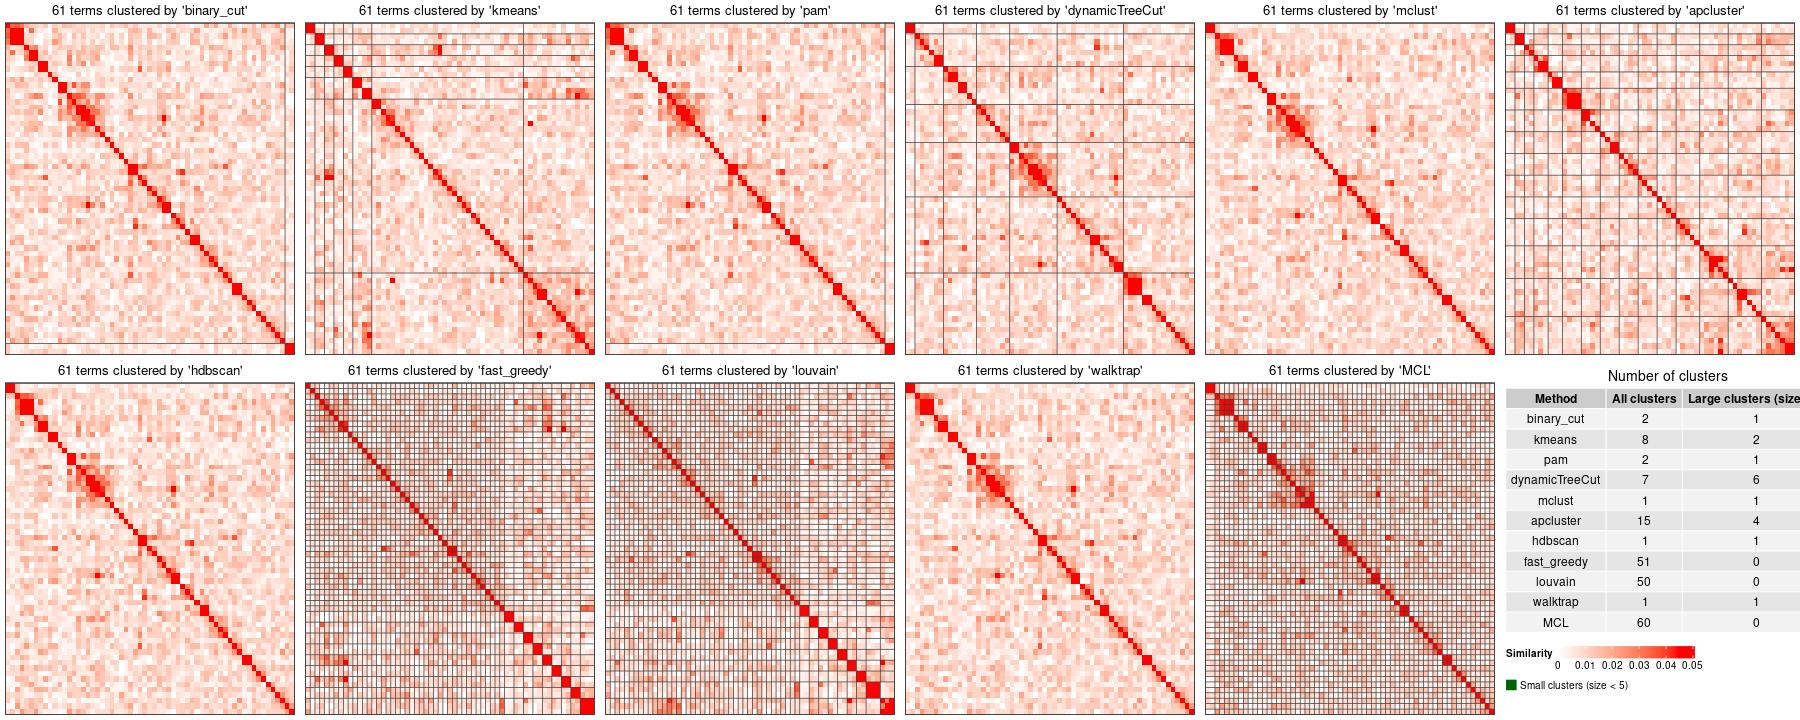 61 terms clustered by 'binary_cut'
61 terms clustered by 'kmeans'
61 terms clustered by 'pam'
61 terms clustered by 'dynamicTreeCut'
61 terms clustered by 'mclust'
61 terms clustered by 'apcluster'
61 terms clustered by 'hdbscan'
61 terms clustered by 'fast_greedy'
61 terms clustered by 'louvain'
61 terms clustered by 'walktrap'
61 terms clustered by 'MCL'
Number of clusters
Method All clusters Large clusters (size
binary_cut 2 1
kmeans 8 2
pam 2 1
dynamicTreeCut 7 6
mclust 1 1
apcluster 15 4
hdbscan 1 1
fast_greedy 51 0
louvain 50 0
walktrap 1 1
MCL 60 0
Similarity
0 0.01 0.02 0.03 0.04 0.05
Small clusters (size < 5)